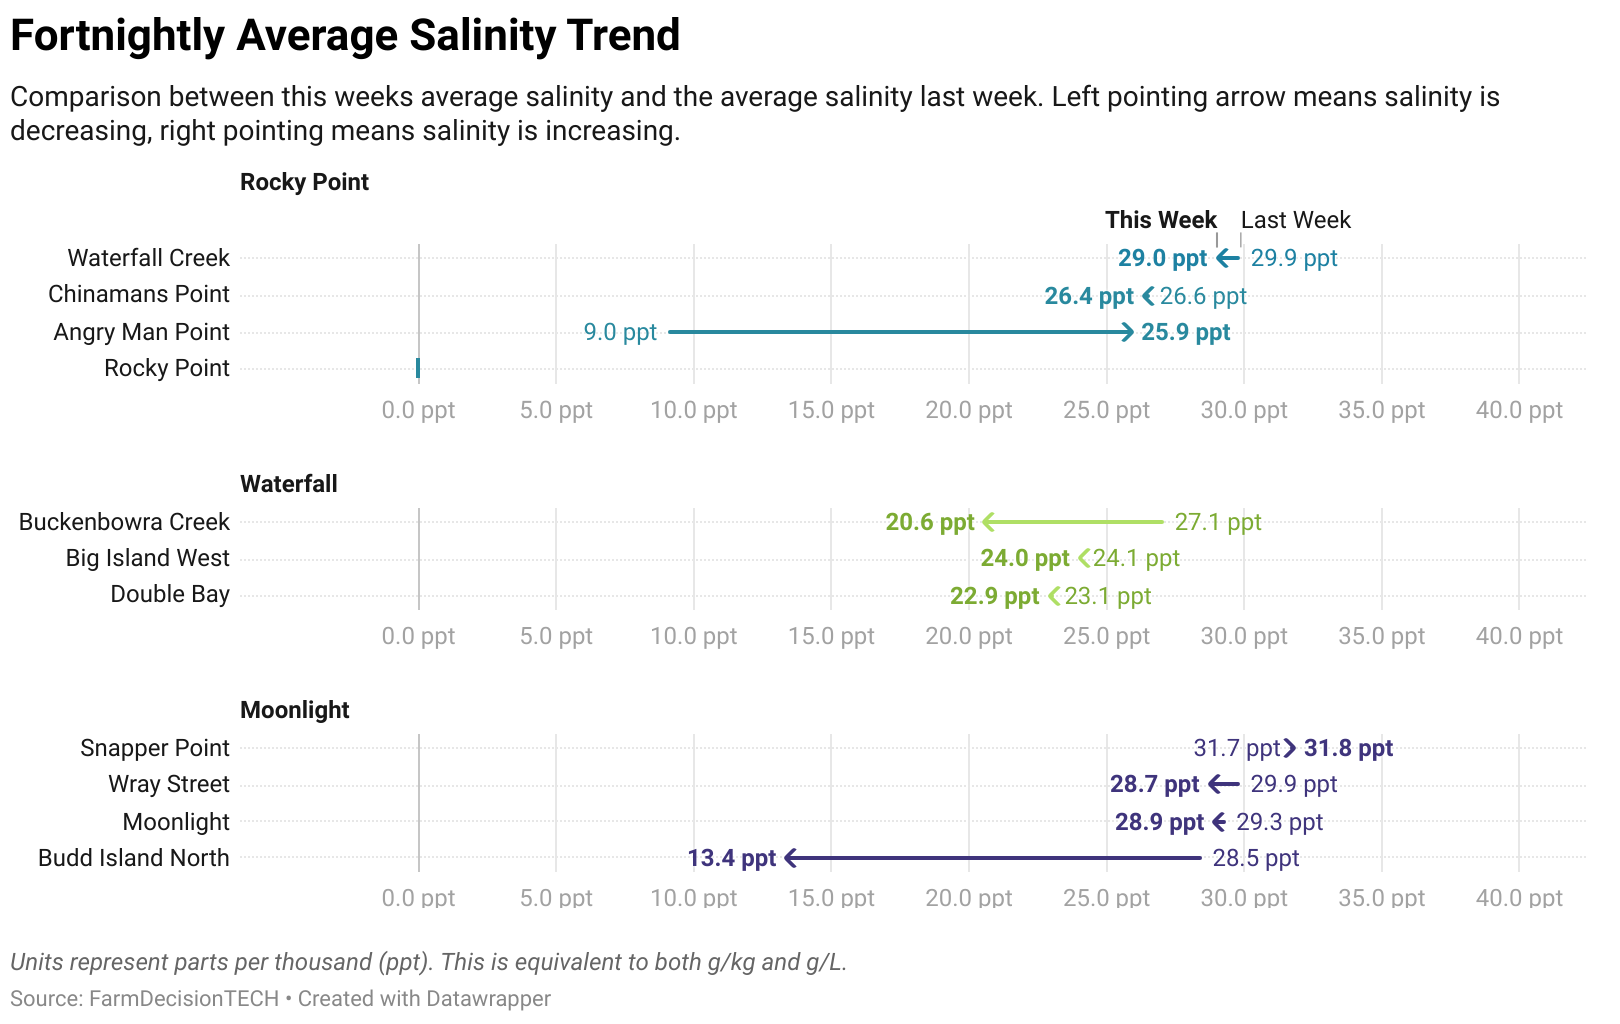 Fortnightly Average Salinity Trend
Comparison between this weeks average salinity and the average salinity last week. Left pointing arrow means salinity is
decreasing, right pointing means salinity is increasing.
Rocky Point
This Week Last Week
Waterfall Creek 29.0 ppt 29.9 ppt
Chinamans Point 26.4 ppt 26.6 ppt
Angry Man Point 9.0 ppt 25.9 ppt
Rocky Point
0.0 ppt 5.0 ppt 10.0 ppt 15.0 ppt 20.0 ppt 25.0 ppt 30.0 ppt 35.0 ppt 40.0 ppt
Waterfall
Buckenbowra Creek 20.6 ppt 27.1 ppt
Big Island West 24.0 ppt 24.1 ppt
Double Bay 22.9 ppt 23.1 ppt
0.0 ppt 5.0 ppt 10.0 ppt 15.0 ppt 20.0 ppt 25.0 ppt 30.0 ppt 35.0 ppt 40.0 ppt
Moonlight
Snapper Point 31.7 ppt 31.8 ppt
Wray Street 28.7 ppt 29.9 ppt
Moonlight 28.9 ppt 29.3 ppt
Budd Island North 13.4 ppt 28.5 ppt
0.0 ppt 5.0 ppt 10.0 ppt 15.0 ppt 20.0 ppt 25.0 ppt 30.0 ppt 35.0 ppt 40.0 ppt
Units represent parts per thousand (ppt). This is equivalent to both g/kg and g/L.
Source: FarmDecisionTECH • Created with Datawrapper